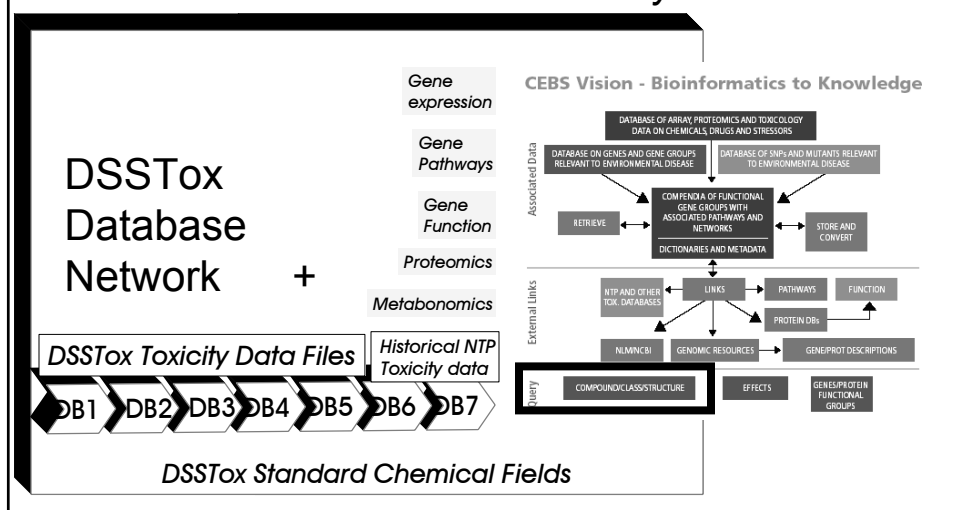 DSSTox
Database
Network +
Gene
expression
Gene
Pathways
Gene
Function
Proteomics
Metabonomics
DSSTox Toxicity Data Files
Historical NTP
Toxicity data
DB1
DB2
DB3
DB4
DB5
DB6
DB7
DSSTox Standard Chemical Fields
CEBS Vision - Bioinformatics to Knowledge
Associated Data
DATABASE OF ARRAY, PROTEOMICS AND TOXICOLOGY
DATA ON CHEMICALS, DRUGS AND STRESSORS
DATABASE ON GENES AND GENE GROUPS
RELEVANT TO ENVIRONMENTAL DISEASE
DATABASE OF SNPs AND MUTANTS RELEVANT
TO ENVIRONMENTAL DISEASE
COMPENDIA OF FUNCTIONAL
GENE GROUPS WITH
ASSOCIATED PATHWAYS AND
NETWORKS
DICTIONARIES AND METADATA
RETRIEVE
STORE AND
CONVERT
External Links
NTP AND OTHER
TOX. DATABASES
LINKS
PATHWAYS
FUNCTION
PROTEIN DBs
NLM/NCBI
GENOMIC RESOURCES
GENE/PROT DESCRIPTIONS
Query
COMPOUND/CLASS/STRUCTURE
EFFECTS
GENES/PROTEIN
FUNCTIONAL
GROUPS